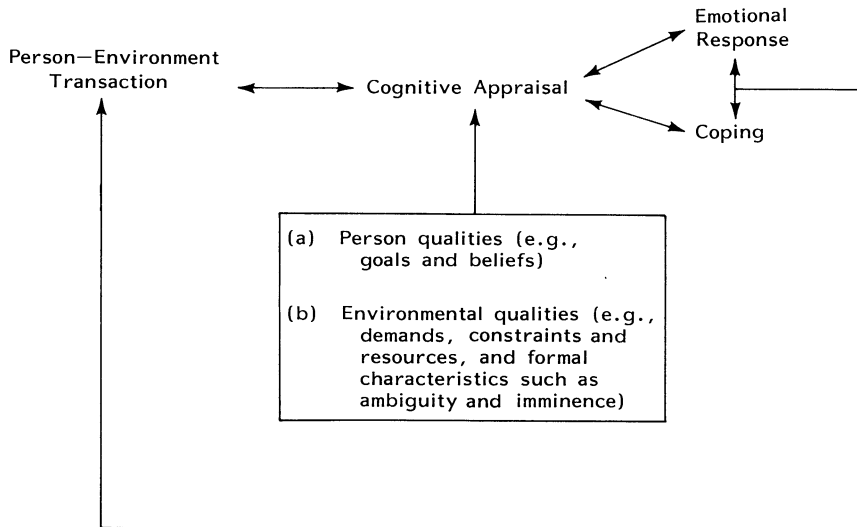 Person—Environment
Transaction
Cognitive Appraisal
Emotional
Response
Coping
(a) Person qualities (e.g.,
goals and beliefs)
(b) Environmental qualities (e.g.,
demands, constraints and
resources, and formal
characteristics such as
ambiguity and imminence)